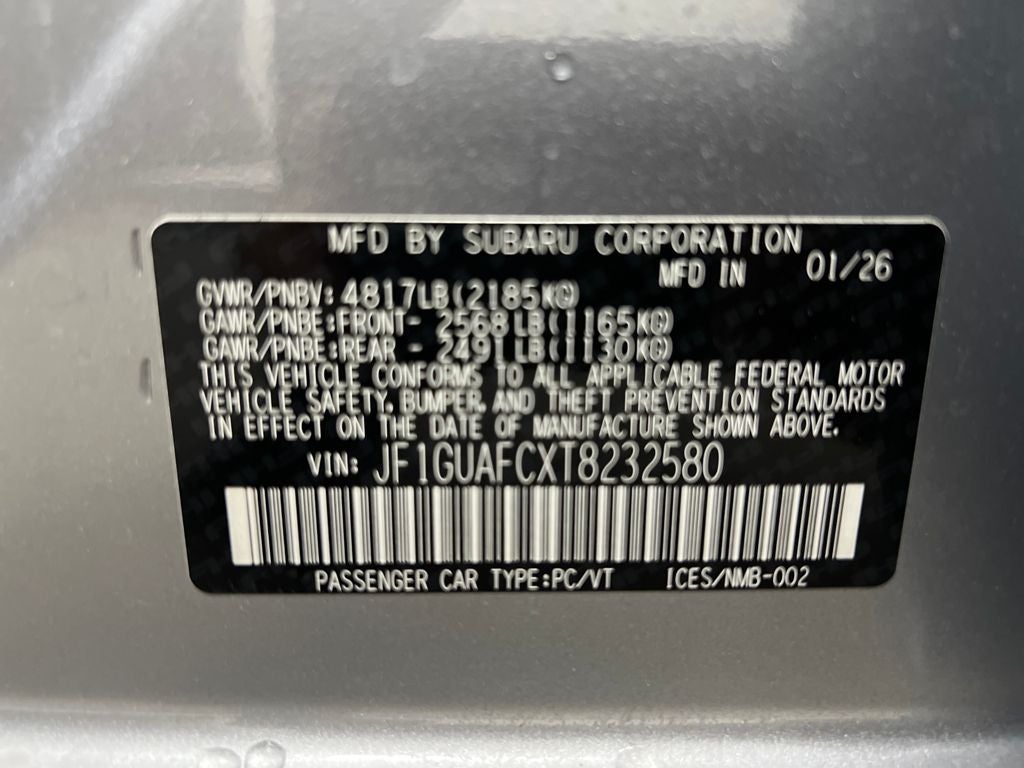 MFD BY SUBARU CORPORATION
MFD IN 01/26
GVWR/PNBV: 4817LB(2185KG)
GAWR/PNBE:FRONT- 2568LB(1165KG)
GAWR/PNBE:REAR - 2491LB(1130KG)
THIS VEHICLE CONFORMS TO ALL APPLICABLE FEDERAL MOTOR
VEHICLE SAFETY, BUMPER, AND THEFT PREVENTION STANDARDS
IN EFFECT ON THE DATE OF MANUFACTURE SHOWN ABOVE.
VIN: JF1GUAFCXT8232580
PASSENGER CAR TYPE:PC/VT ICES/NMB-002